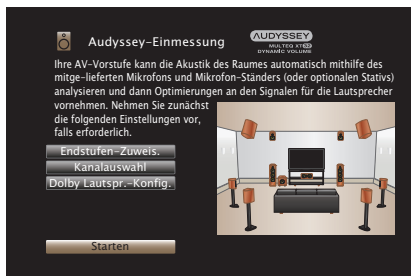 Audyssey-Einmessung
AUDYSSEY
MULTEQ XT32
DYNAMIC VOLUME
Ihre AV-Vorstufe kann die Akustik des Raumes automatisch mithilfe des
mitge-lieferten Mikrofons und Mikrofon-Ständers (oder optionalen Stativs)
analysieren und dann Optimierungen an den Signalen für die Lautsprecher
vornehmen. Nehmen Sie zunächst
die folgenden Einstellungen vor,
falls erforderlich.
Endstufen-Zuweis.
Kanalauswahl
Dolby Lautspr.-Konfig.
Starten